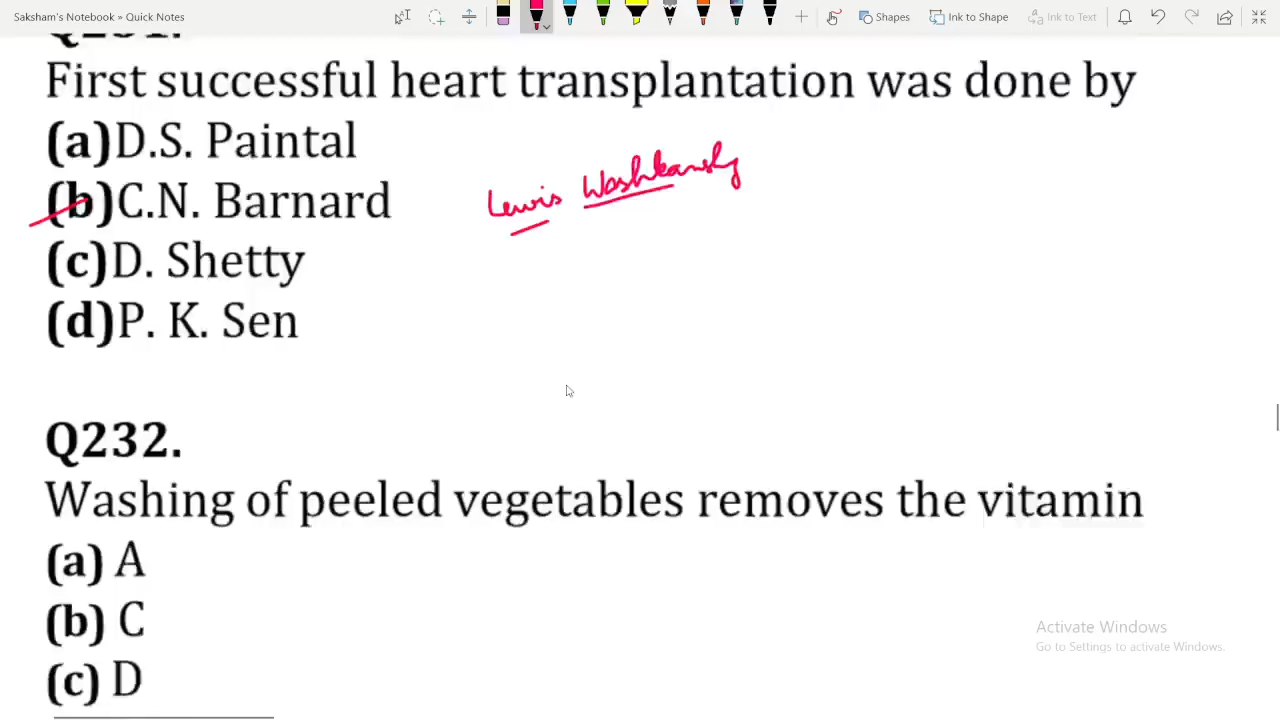 Saksham's Notebook » Quick Notes
Shapes
Ink to Shape
Ink to Text
Q231.
First successful heart transplantation was done by
(a)D.S. Paintal
(b)C.N. Barnard
Lewis Washkansky
(c)D. Shetty
(d)P. K. Sen
Q232.
Washing of peeled vegetables removes the vitamin
(a) A
(b) C
(c) D
Activate Windows
Go to Settings to activate Windows.